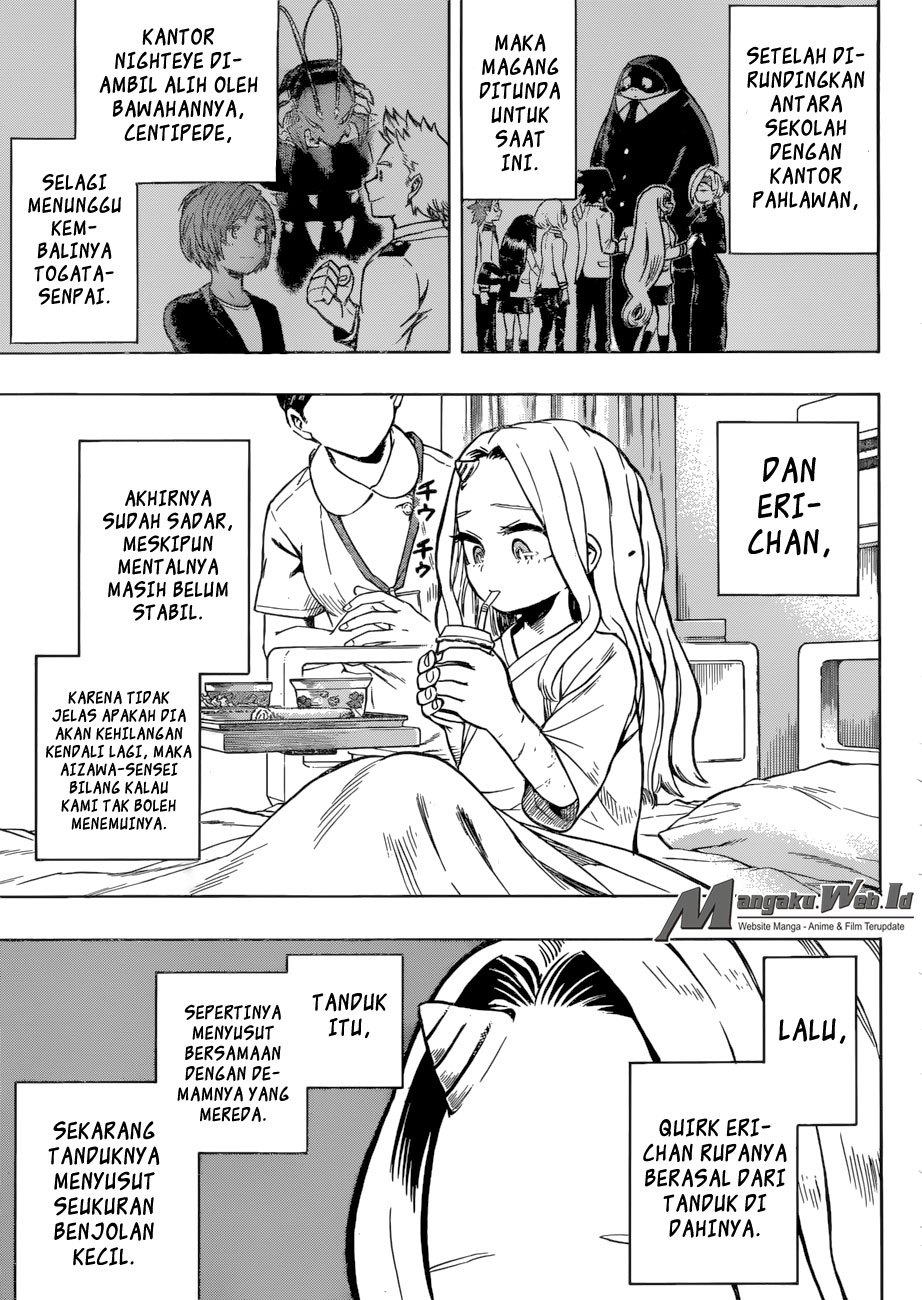 SETELAH DI-
RUNDINGKAN
ANTARA
SEKOLAH
DENGAN
KANTOR
PAHLAWAN,
MAKA
MAGANG
DITUNDA
UNTUK
SAAT
INI.
KANTOR
NIGHTEYE DI-
AMBIL ALIH OLEH
BAWAHANNYA,
CENTIPEDE,
SELAGI
MENUNGGU
KEM-
BALINYA
TOGATA-
SENPAI.
DAN
ERI-
CHAN,
チウ
チウ
AKHIRNYA
SUDAH SADAR,
MESKIPUN
MENTALNYA
MASIH BELUM
STABIL.
KARENA TIDAK
JELAS APAKAH DIA
AKAN KEHILANGAN
KENDALI LAGI, MAKA
AIZAWA-SENSEI
BILANG KALAU
KAMI TAK BOLEH
MENEMUINYA.
Mangaku.Web.Id
Website Manga - Anime & Film Terupdate
LALU,
QUIRK ERI-
CHAN RUPANYA
BERASAL DARI
TANDUK DI
DAHINYA.
TANDUK
ITU,
SEPERTINYA
MENYUSUT
BERSAMAAN
DENGAN DE-
MAMNYA YANG
MEREDA.
SEKARANG
TANDUKNYA
MENYUSUT
SEUKURAN
BENJOLAN
KECIL.